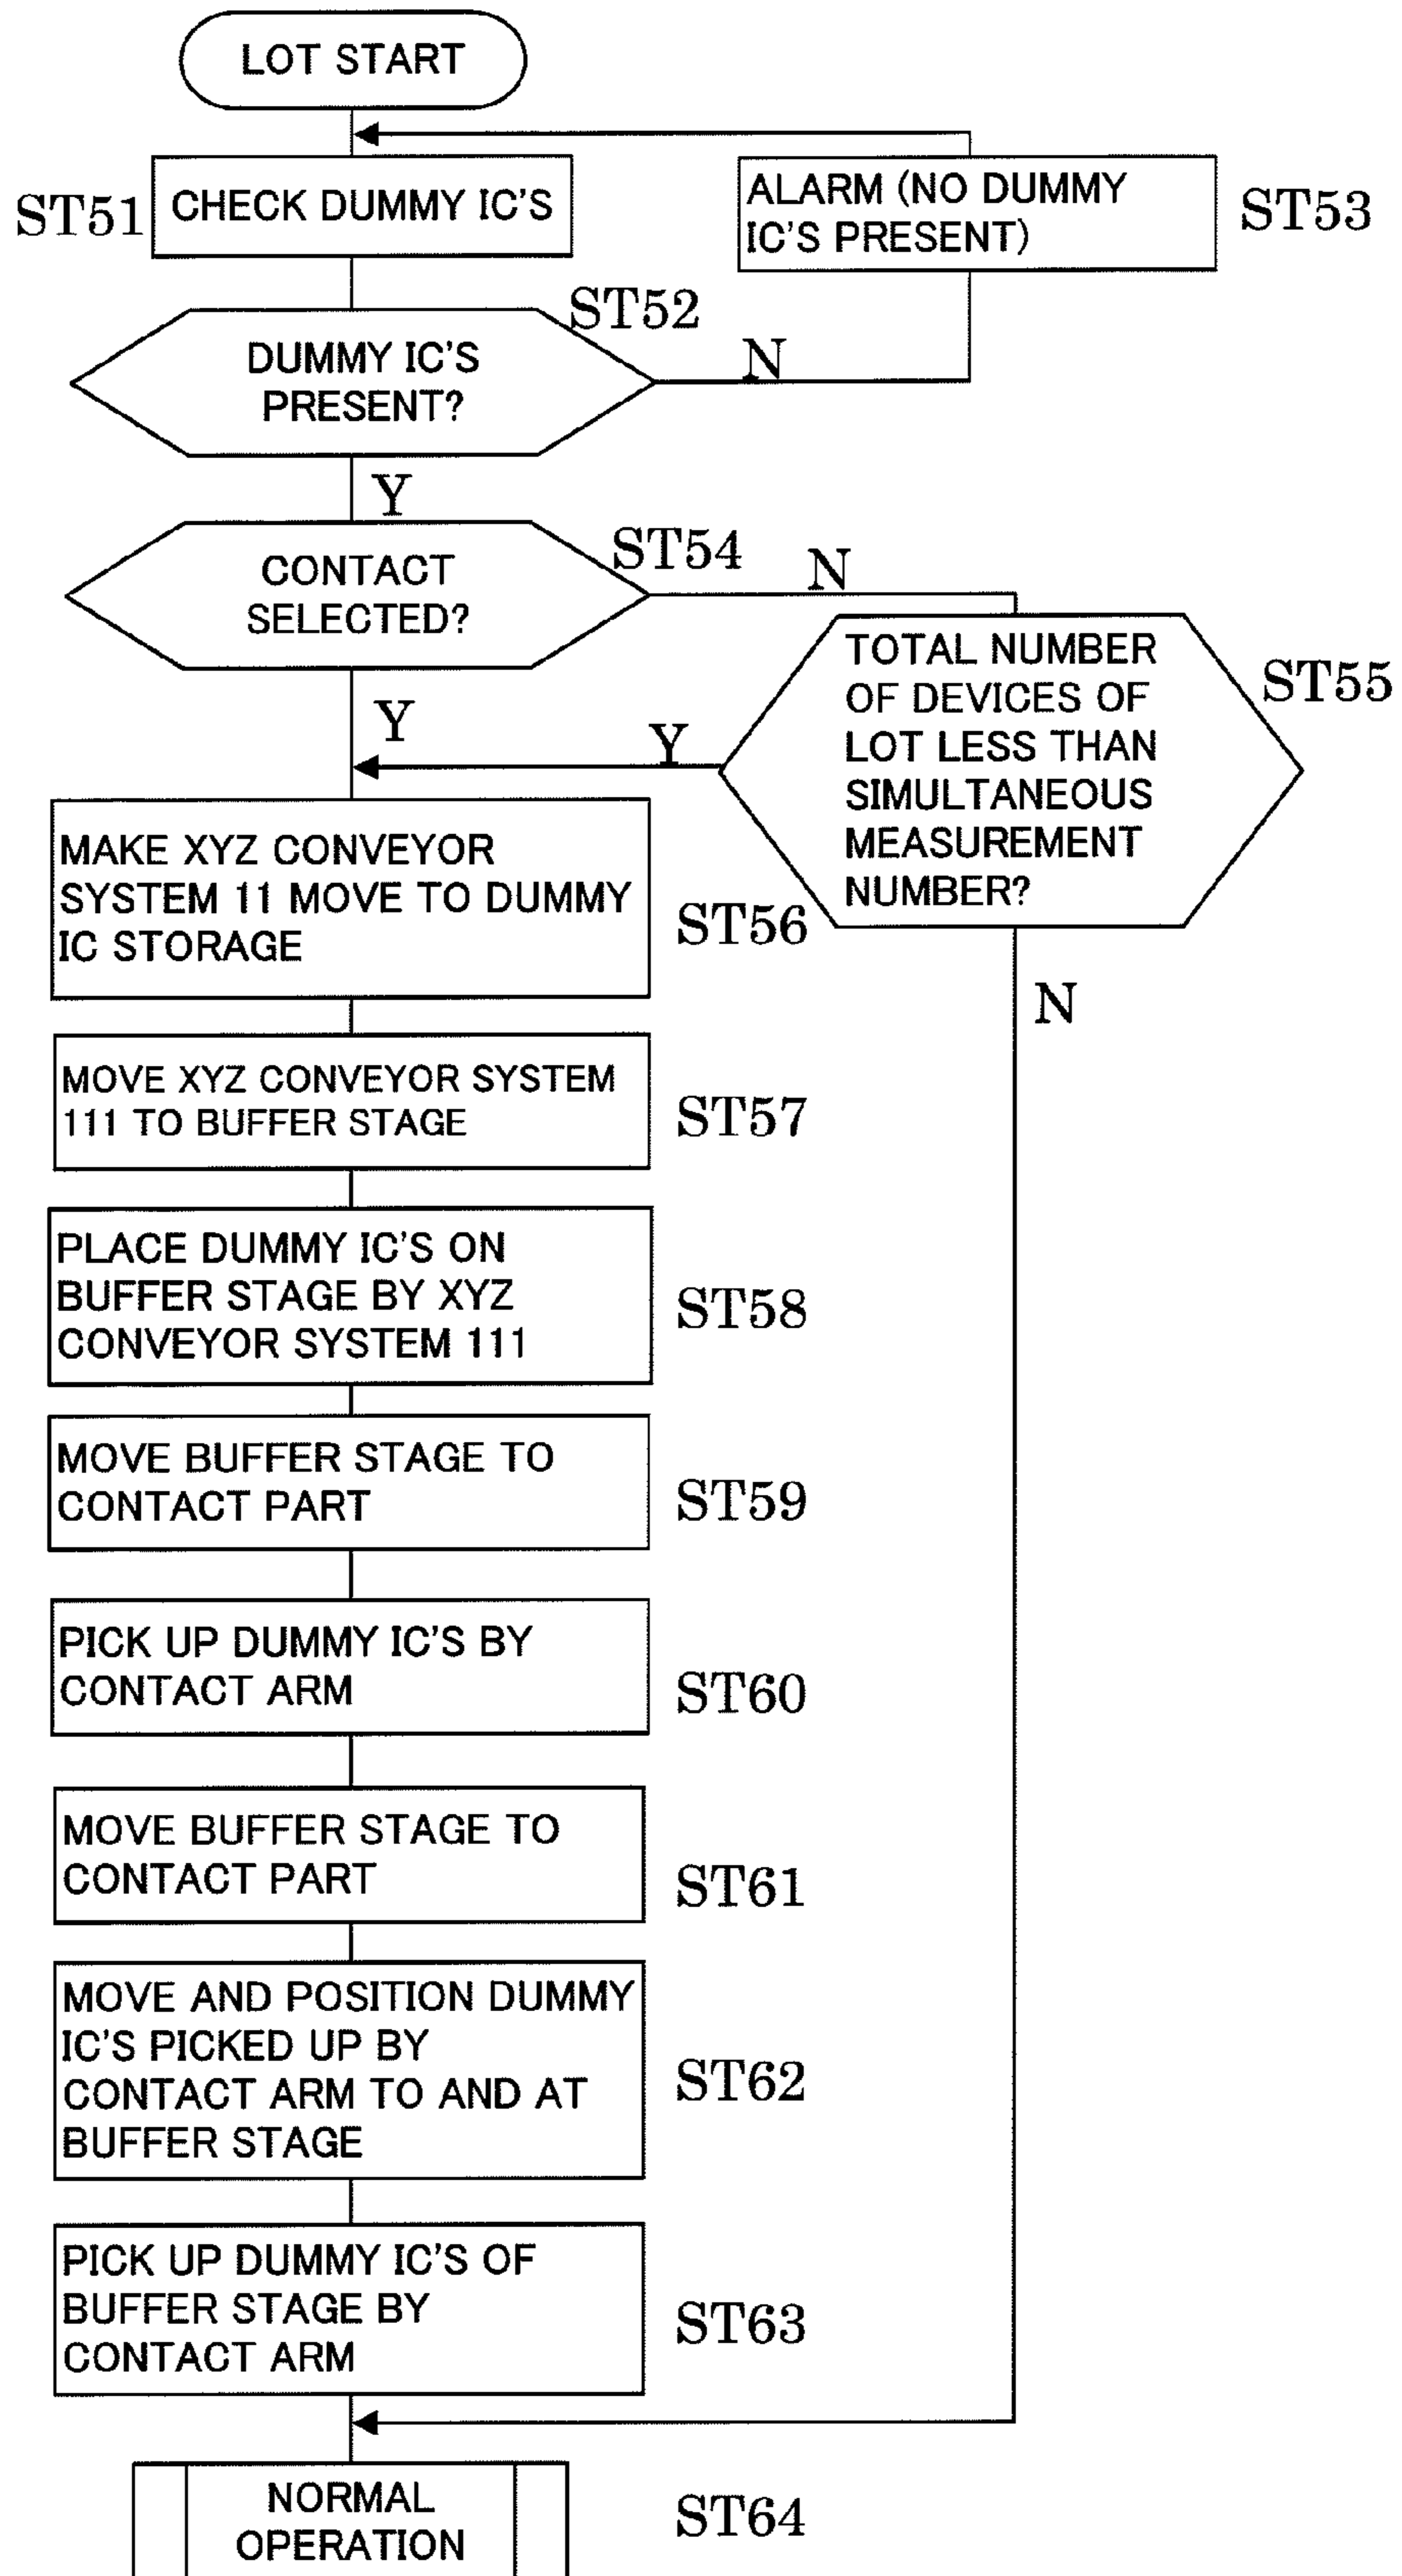 LOT START
ST51
CHECK DUMMY IC'S
ALARM (NO DUMMY
IC'S PRESENT)
ST53
ST52
DUMMY IC'S
PRESENT?
N
Y
ST54
CONTACT
SELECTED?
N
TOTAL NUMBER
OF DEVICES OF
LOT LESS THAN
SIMULTANEOUS
MEASUREMENT
NUMBER?
ST55
Y
Y
N
MAKE XYZ CONVEYOR
SYSTEM 11 MOVE TO DUMMY
IC STORAGE
ST56
MOVE XYZ CONVEYOR SYSTEM
111 TO BUFFER STAGE
ST57
PLACE DUMMY IC'S ON
BUFFER STAGE BY XYZ
CONVEYOR SYSTEM 111
ST58
MOVE BUFFER STAGE TO
CONTACT PART
ST59
PICK UP DUMMY IC'S BY
CONTACT ARM
ST60
MOVE BUFFER STAGE TO
CONTACT PART
ST61
MOVE AND POSITION DUMMY
IC'S PICKED UP BY
CONTACT ARM TO AND AT
BUFFER STAGE
ST62
PICK UP DUMMY IC'S OF
BUFFER STAGE BY
CONTACT ARM
ST63
NORMAL
OPERATION
ST64